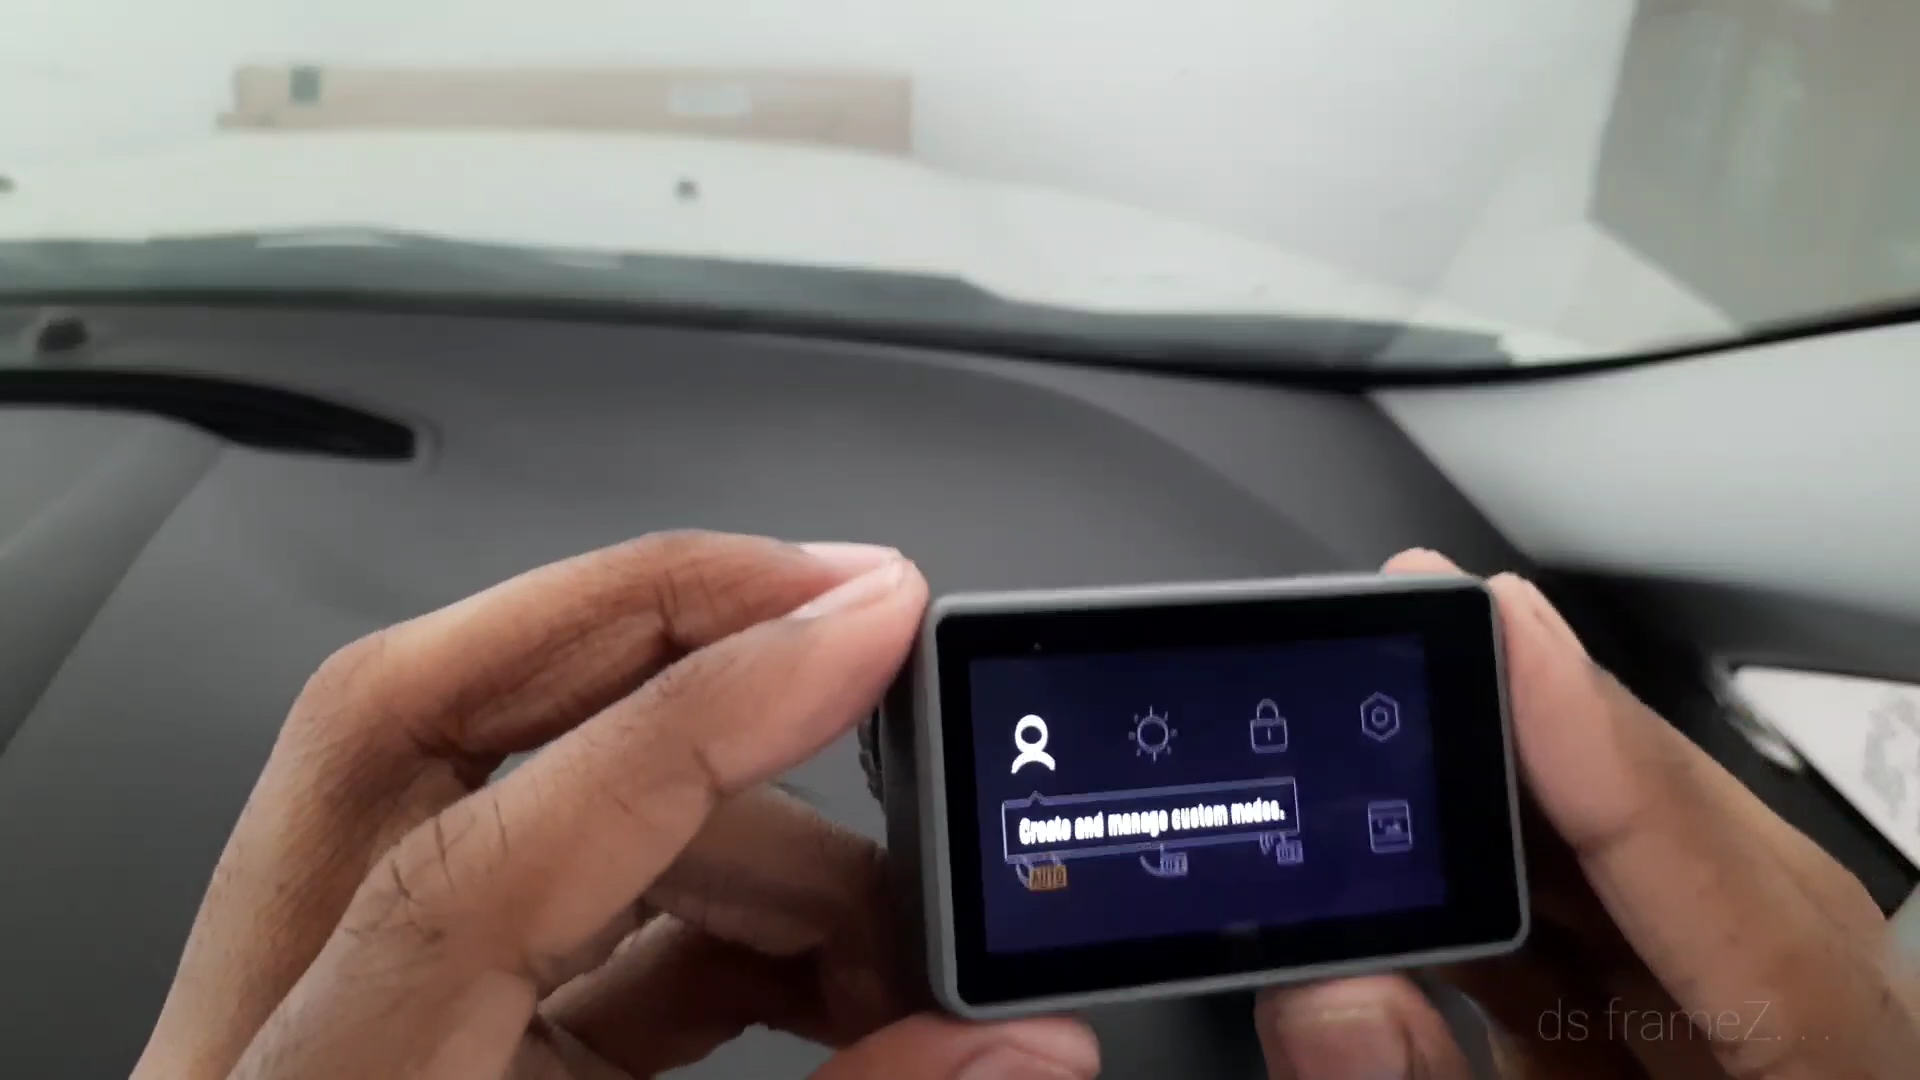 Create and manage custom modes.
AUTO
OFF
OFF
ds frameZ. . .